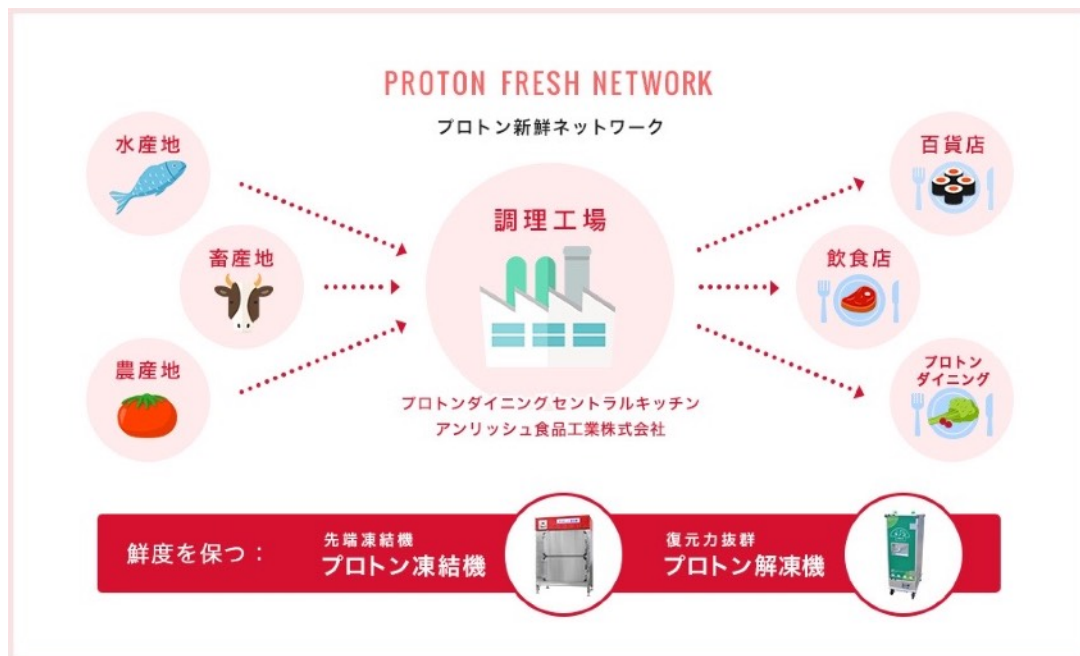 PROTON FRESH NETWORK
プロトン新鮮ネットワーク
水産地
畜産地
農産地
調理工場
プロトンダイニングセントラルキッチン
アンリッシュ食品工業株式会社
百貨店
飲食店
プロトン
ダイニング
鮮度を保つ：
先端凍結機
プロトン凍結機
復元力抜群
プロトン解凍機